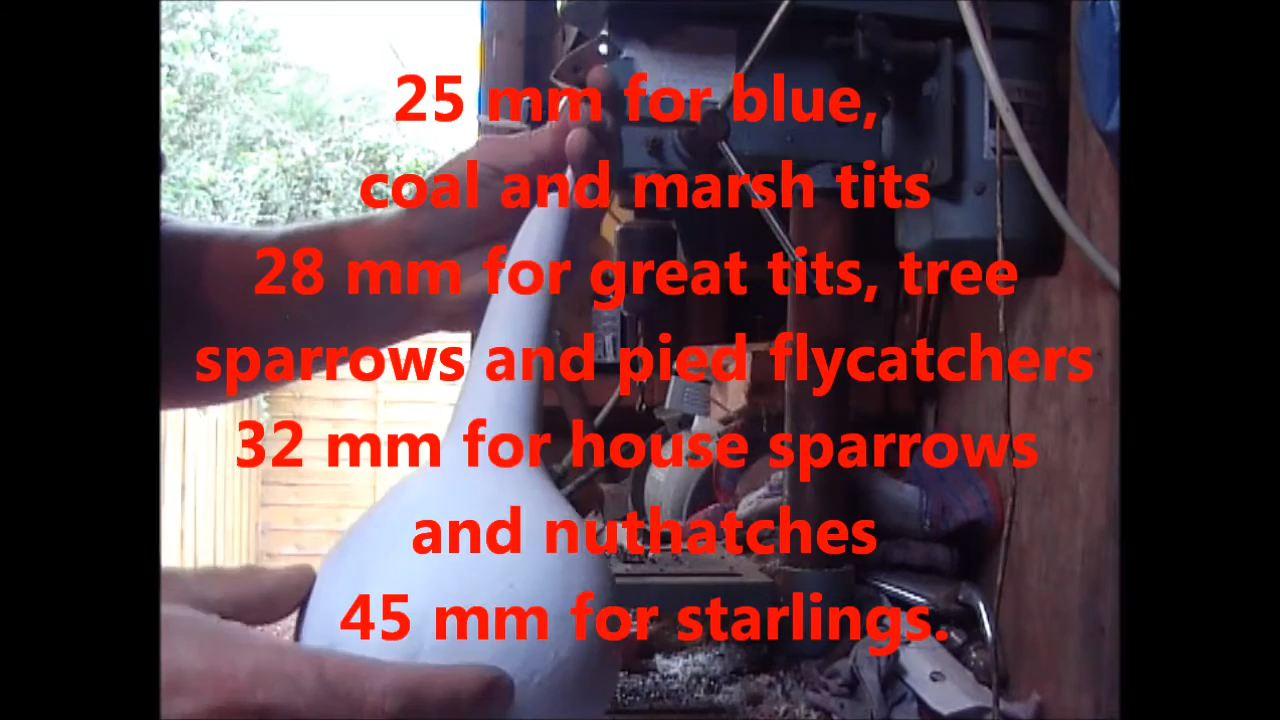 25 mm for blue,
coal and marsh tits
28 mm for great tits, tree
sparrows and pied flycatchers
32 mm for house sparrows
and nuthatches
45 mm for starlings.